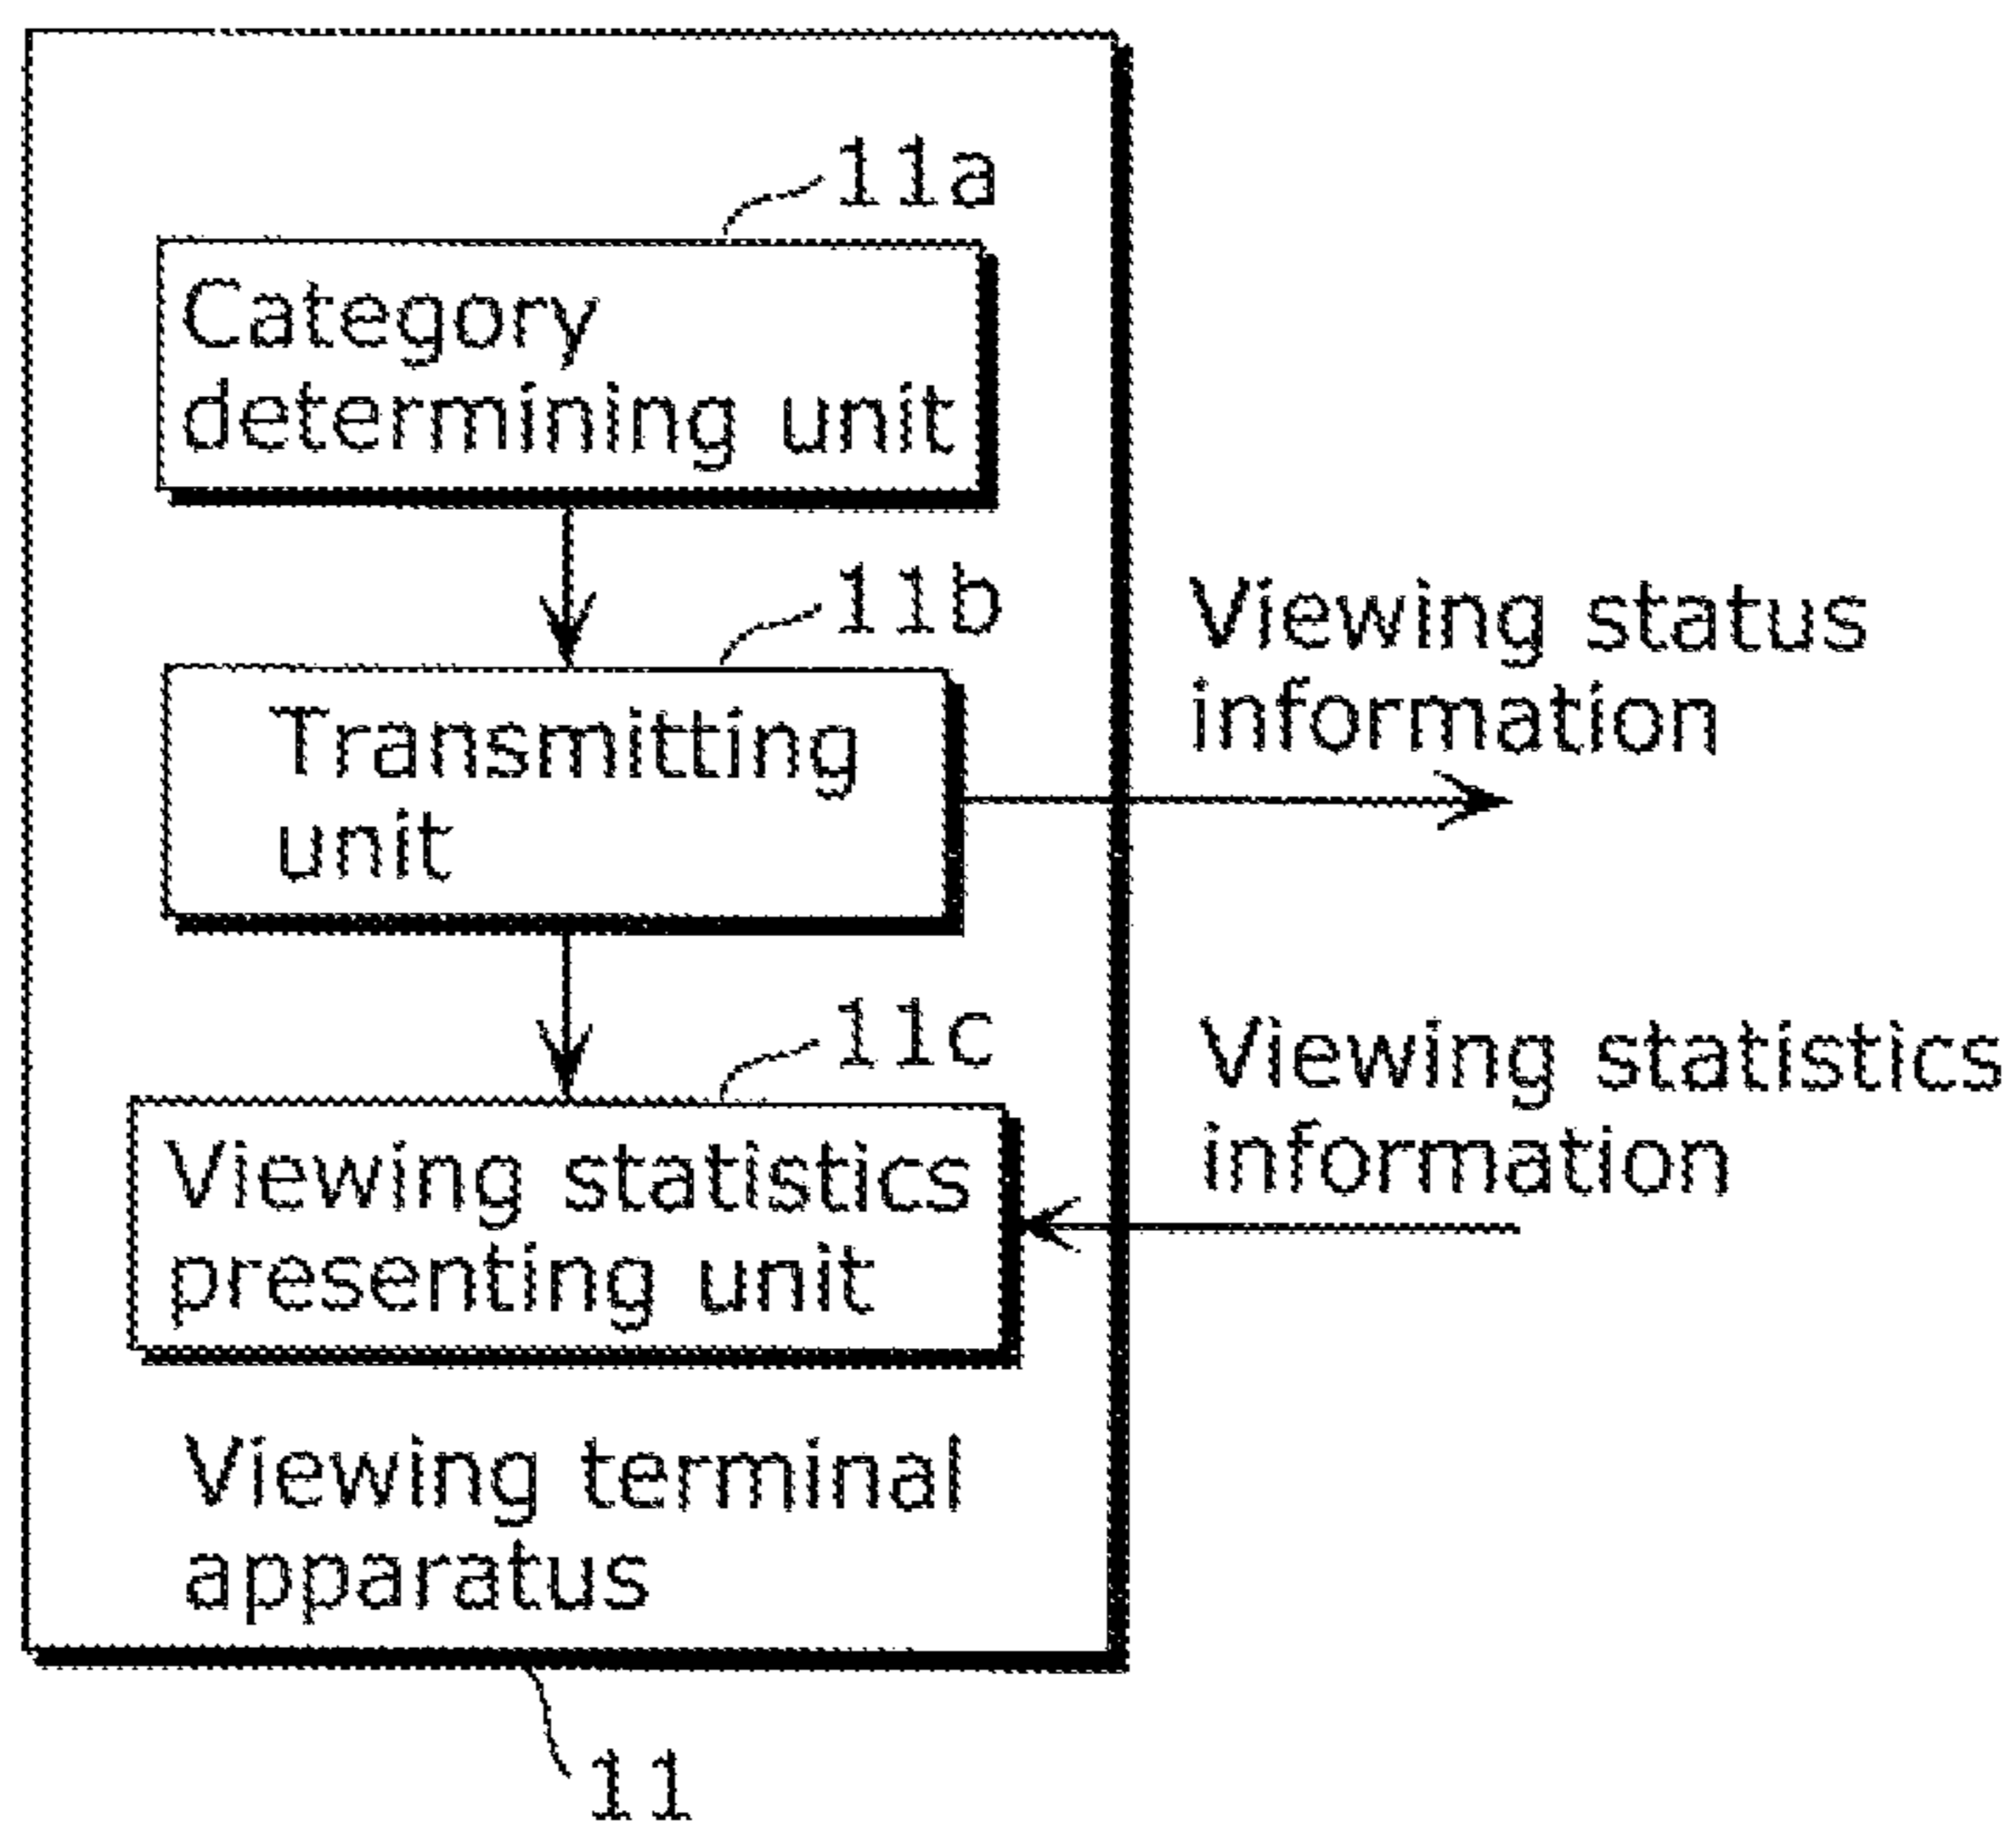 11a
Category
determining unit
11b
Transmitting
unit
Viewing status
information
11c
Viewing statistics
presenting unit
Viewing statistics
information
Viewing terminal
apparatus
11